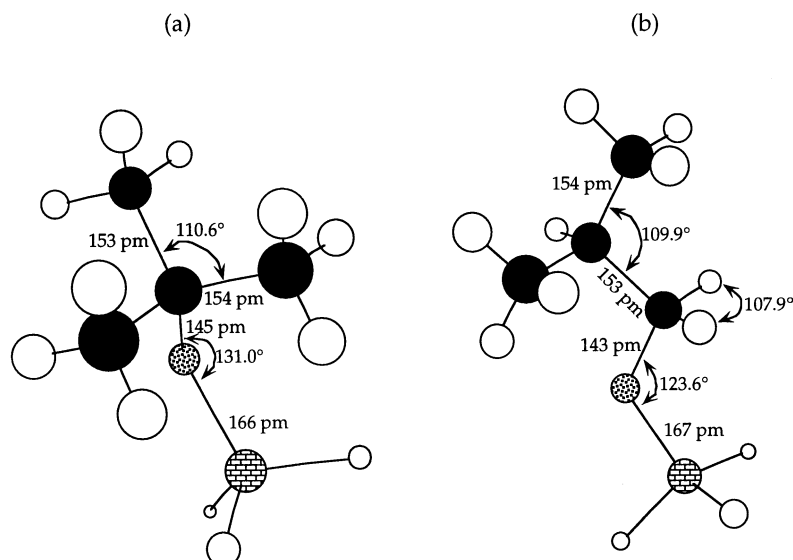 (a)
(b)
110.6°
153 pm
154 pm
145 pm
131.0°
166 pm
154 pm
109.9°
153 pm
107.9°
143 pm
123.6°
167 pm